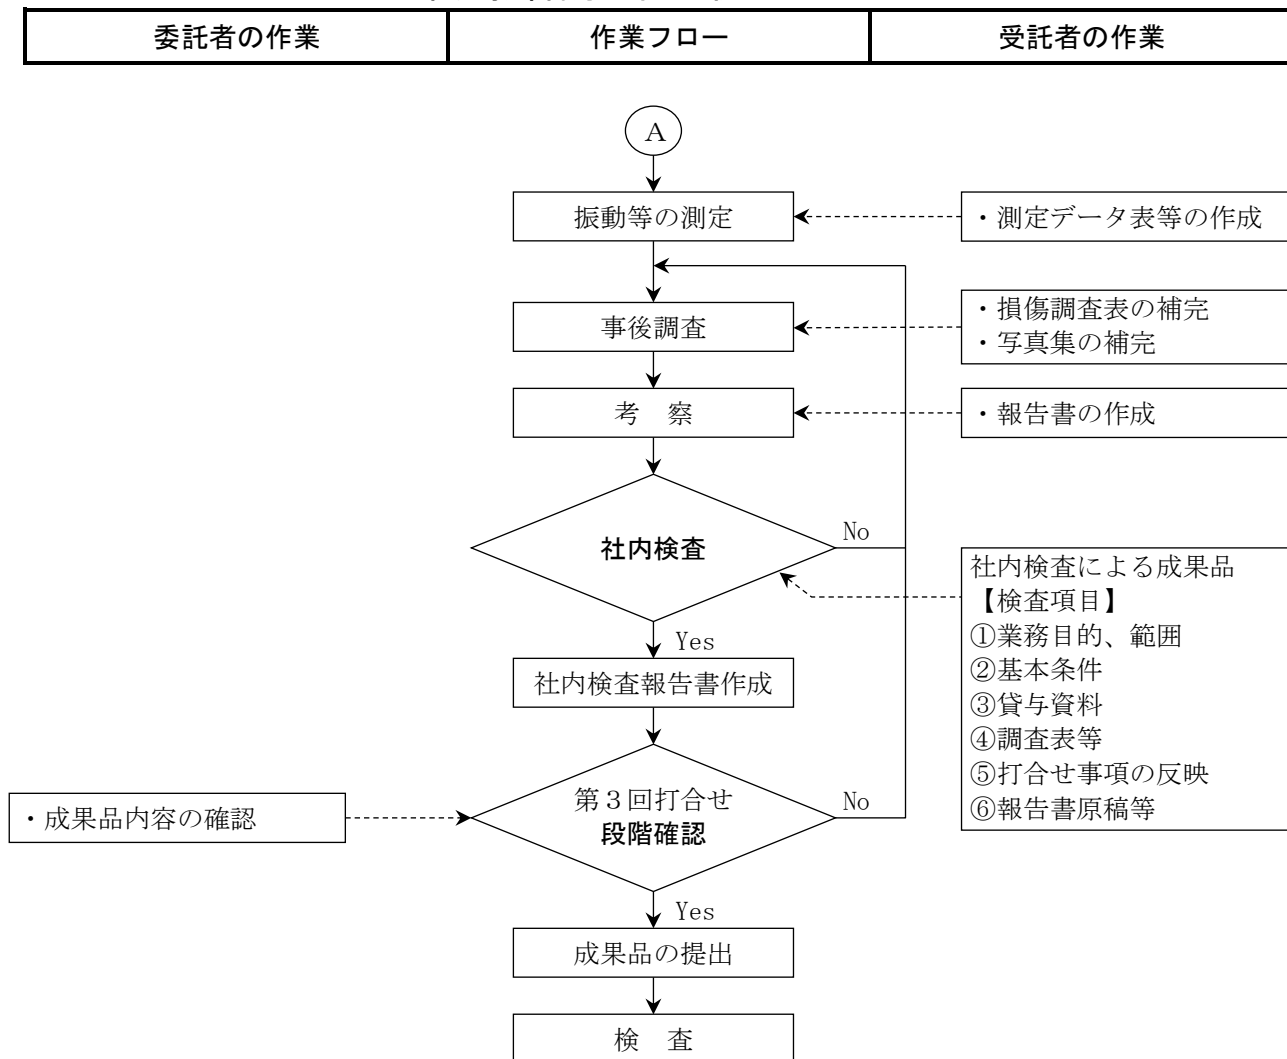 委託者の作業
作業フロー
受託者の作業
A
振動等の測定
・測定データ表等の作成
事後調査
・損傷調査表の補完
・写真集の補完
考　察
・報告書の作成
社内検査
No
社内検査による成果品
【検査項目】
①業務目的、範囲
②基本条件
③貸与資料
④調査表等
⑤打合せ事項の反映
⑥報告書原稿等
Yes
社内検査報告書作成
・成果品内容の確認
第３回打合せ
段階確認
No
Yes
成果品の提出
検　査